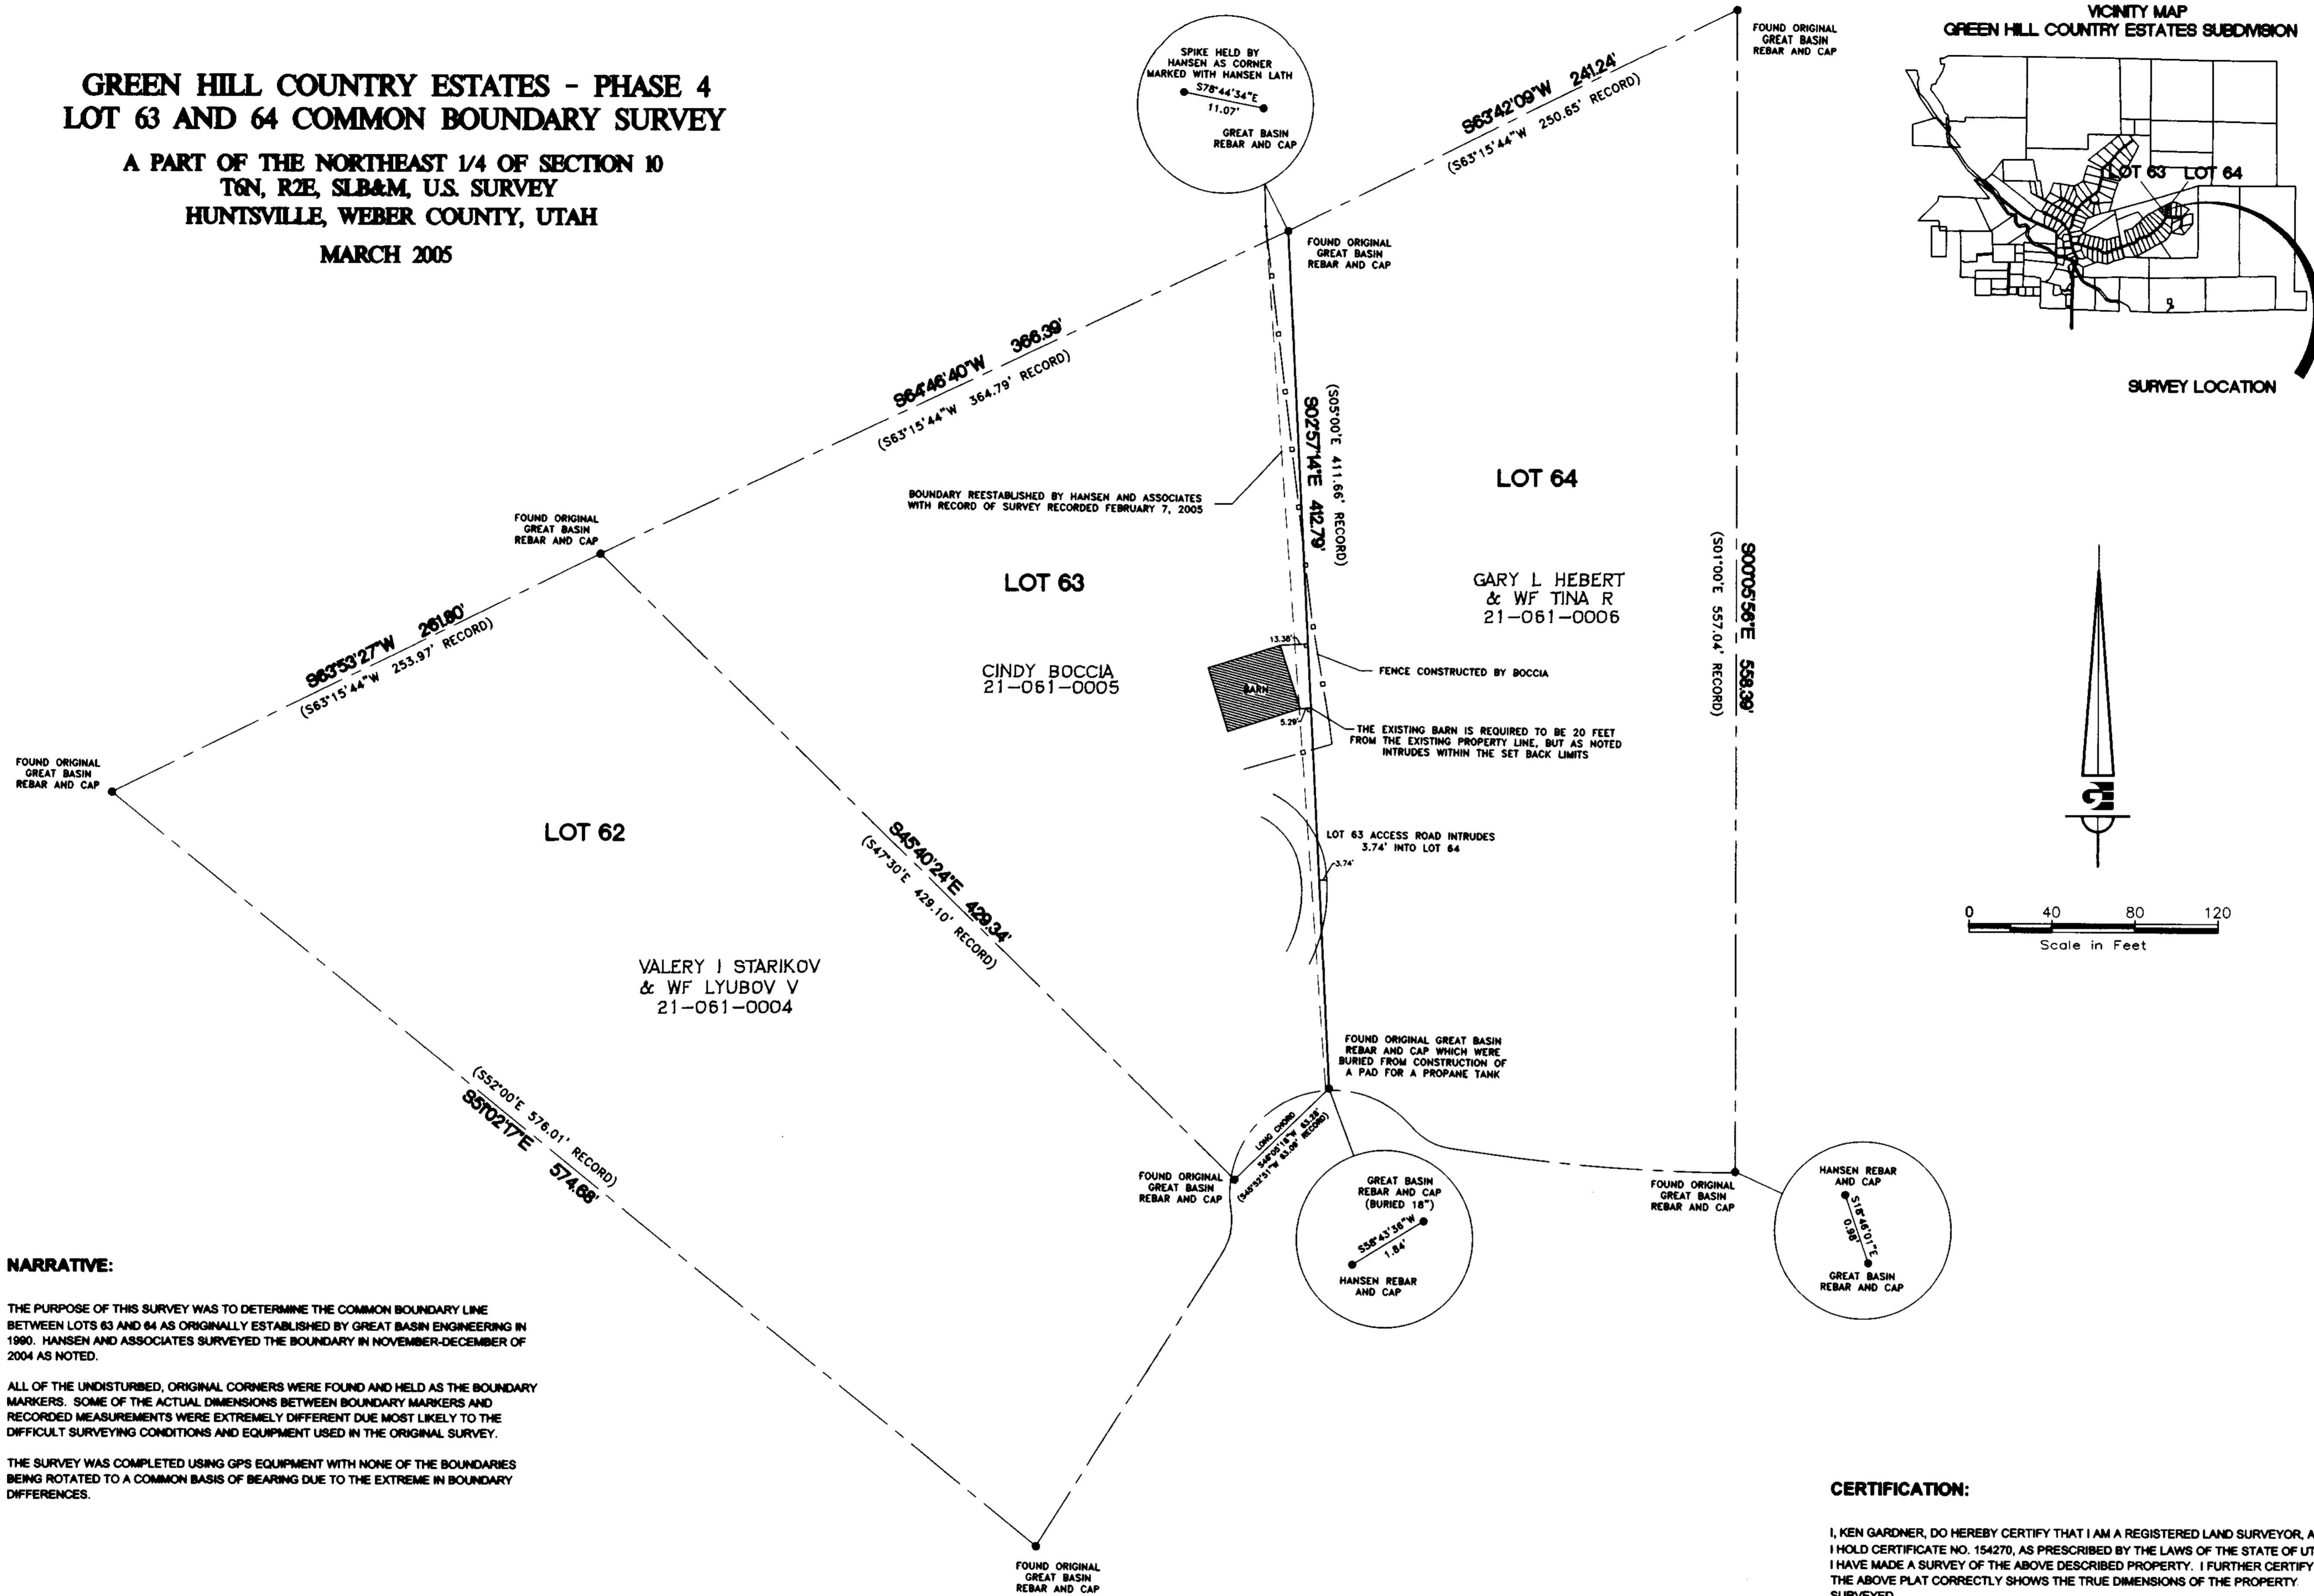 GREEN HILL COUNTRY ESTATES - PHASE 4
LOT 63 AND 64 COMMON BOUNDARY SURVEY
A PART OF THE NORTHEAST 1/4 OF SECTION 10
T6N, R2E, SLB&M, U.S. SURVEY
HUNTSVILLE, WEBER COUNTY, UTAH
MARCH 2005
SPIKE HELD BY
HANSEN AS CORNER
MARKED WITH HANSEN LATH
S78°44'34"E
11.07'
GREAT BASIN
REBAR AND CAP
S63°42'09"W 241.24'
(S63°15'44"W 250.65' RECORD)
FOUND ORIGINAL
GREAT BASIN
REBAR AND CAP
VICINITY MAP
GREEN HILL COUNTRY ESTATES SUBDIVISION
LOT 63 LOT 64
SURVEY LOCATION
FOUND ORIGINAL
GREAT BASIN
REBAR AND CAP
S64°46'40"W 366.39'
(S63°15'44"W 364.79' RECORD)
(S05°00'E 411.66' RECORD)
S02°57'14"E 412.79'
BOUNDARY REESTABLISHED BY HANSEN AND ASSOCIATES
WITH RECORD OF SURVEY RECORDED FEBRUARY 7, 2005
LOT 64
FOUND ORIGINAL
GREAT BASIN
REBAR AND CAP
LOT 63
GARY L HEBERT
& WF TINA R
21-061-0006
(S01°00'E 557.04' RECORD)
S00°05'56"E 558.39'
S63°53'27"W 261.80'
(S63°15'44"W 253.97' RECORD)
CINDY BOCCIA
21-061-0005
13.38'
BARN
5.29'
FENCE CONSTRUCTED BY BOCCIA
THE EXISTING BARN IS REQUIRED TO BE 20 FEET
FROM THE EXISTING PROPERTY LINE, BUT AS NOTED
INTRUDES WITHIN THE SET BACK LIMITS
FOUND ORIGINAL
GREAT BASIN
REBAR AND CAP
LOT 62
S45°40'24"E 429.34'
(S47°30'E 429.10' RECORD)
LOT 63 ACCESS ROAD INTRUDES
3.74' INTO LOT 64
3.74'
G
0 40 80 120
Scale in Feet
VALERY I STARIKOV
& WF LYUBOV V
21-061-0004
FOUND ORIGINAL GREAT BASIN
REBAR AND CAP WHICH WERE
BURIED FROM CONSTRUCTION OF
A PAD FOR A PROPANE TANK
(S52°00'E 576.01' RECORD)
S51°02'17"E 574.68'
LONG CHORD
63.28'
(S45°52'51"W 63.06' RECORD)
FOUND ORIGINAL
GREAT BASIN
REBAR AND CAP
GREAT BASIN
REBAR AND CAP
(BURIED 18")
S58°43'36"W
1.84'
HANSEN REBAR
AND CAP
FOUND ORIGINAL
GREAT BASIN
REBAR AND CAP
HANSEN REBAR
AND CAP
S18°46'01"E
0.98'
GREAT BASIN
REBAR AND CAP
NARRATIVE:
THE PURPOSE OF THIS SURVEY WAS TO DETERMINE THE COMMON BOUNDARY LINE
BETWEEN LOTS 63 AND 64 AS ORIGINALLY ESTABLISHED BY GREAT BASIN ENGINEERING IN
1990. HANSEN AND ASSOCIATES SURVEYED THE BOUNDARY IN NOVEMBER-DECEMBER OF
2004 AS NOTED.
ALL OF THE UNDISTURBED, ORIGINAL CORNERS WERE FOUND AND HELD AS THE BOUNDARY
MARKERS. SOME OF THE ACTUAL DIMENSIONS BETWEEN BOUNDARY MARKERS AND
RECORDED MEASUREMENTS WERE EXTREMELY DIFFERENT DUE MOST LIKELY TO THE
DIFFICULT SURVEYING CONDITIONS AND EQUIPMENT USED IN THE ORIGINAL SURVEY.
THE SURVEY WAS COMPLETED USING GPS EQUIPMENT WITH NONE OF THE BOUNDARIES
BEING ROTATED TO A COMMON BASIS OF BEARING DUE TO THE EXTREME IN BOUNDARY
DIFFERENCES.
FOUND ORIGINAL
GREAT BASIN
REBAR AND CAP
CERTIFICATION:
I, KEN GARDNER, DO HEREBY CERTIFY THAT I AM A REGISTERED LAND SURVEYOR, A
I HOLD CERTIFICATE NO. 154270, AS PRESCRIBED BY THE LAWS OF THE STATE OF UT
I HAVE MADE A SURVEY OF THE ABOVE DESCRIBED PROPERTY. I FURTHER CERTIFY
THE ABOVE PLAT CORRECTLY SHOWS THE TRUE DIMENSIONS OF THE PROPERTY
SURVEYED